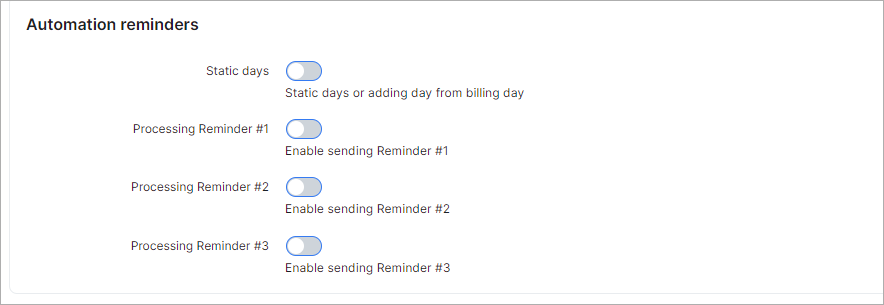 Automation reminders
Static days
Static days or adding day from billing day
Processing Reminder #1
Enable sending Reminder #1
Processing Reminder #2
Enable sending Reminder #2
Processing Reminder #3
Enable sending Reminder #3